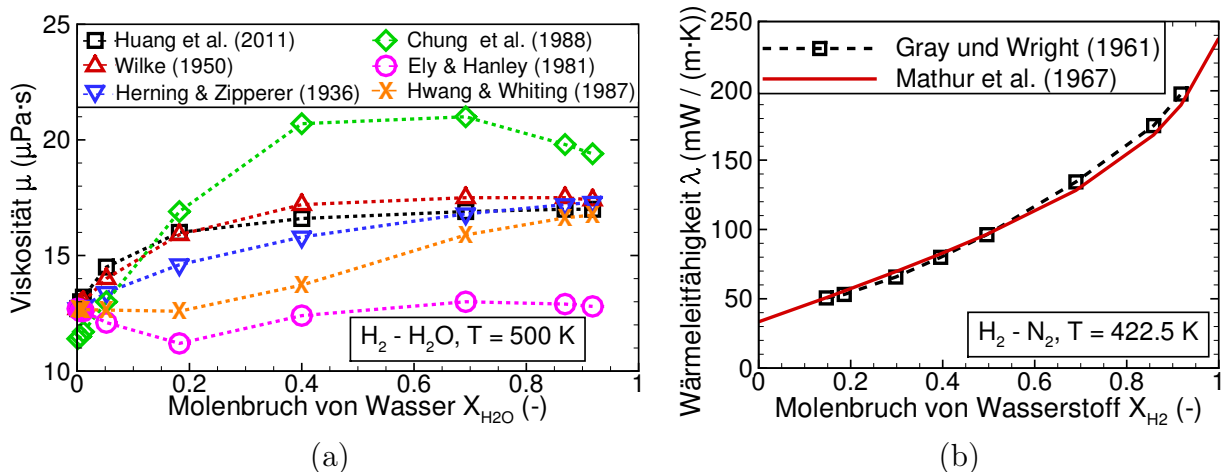 25
20
15
10
Viskosität μ (μPa·s)
Huang et al. (2011)
Wilke (1950)
Herning & Zipperer (1936)
Chung et al. (1988)
Ely & Hanley (1981)
Hwang & Whiting (1987)
H₂ - H₂O, T = 500 K
0 0.2 0.4 0.6 0.8 1
Molenbruch von Wasser X_H2O (-)
(a)
250
200
150
100
50
0
Wärmeleitfähigkeit λ (mW / (m·K))
Gray und Wright (1961)
Mathur et al. (1967)
H₂ - N₂, T = 422.5 K
0 0.2 0.4 0.6 0.8 1
Molenbruch von Wasserstoff X_H2 (-)
(b)